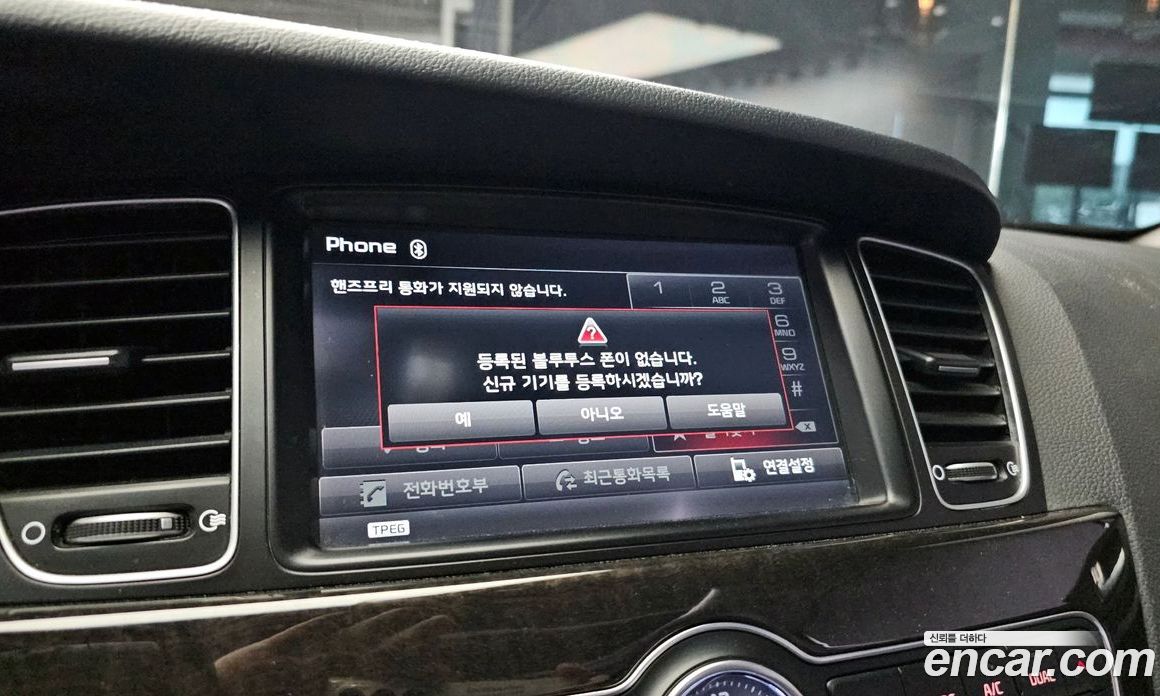 Phone
핸즈프리 통화가 지원되지 않습니다.
1
2 ABC
3 DEF
6 MNO
9 WXYZ
#
?
등록된 블루투스 폰이 없습니다.
신규 기기를 등록하시겠습니까?
예 아니오 도움말
전화번호부 최근통화목록 연결설정
TPEG
신뢰를 더하다
encar.com
A/C
DUAL